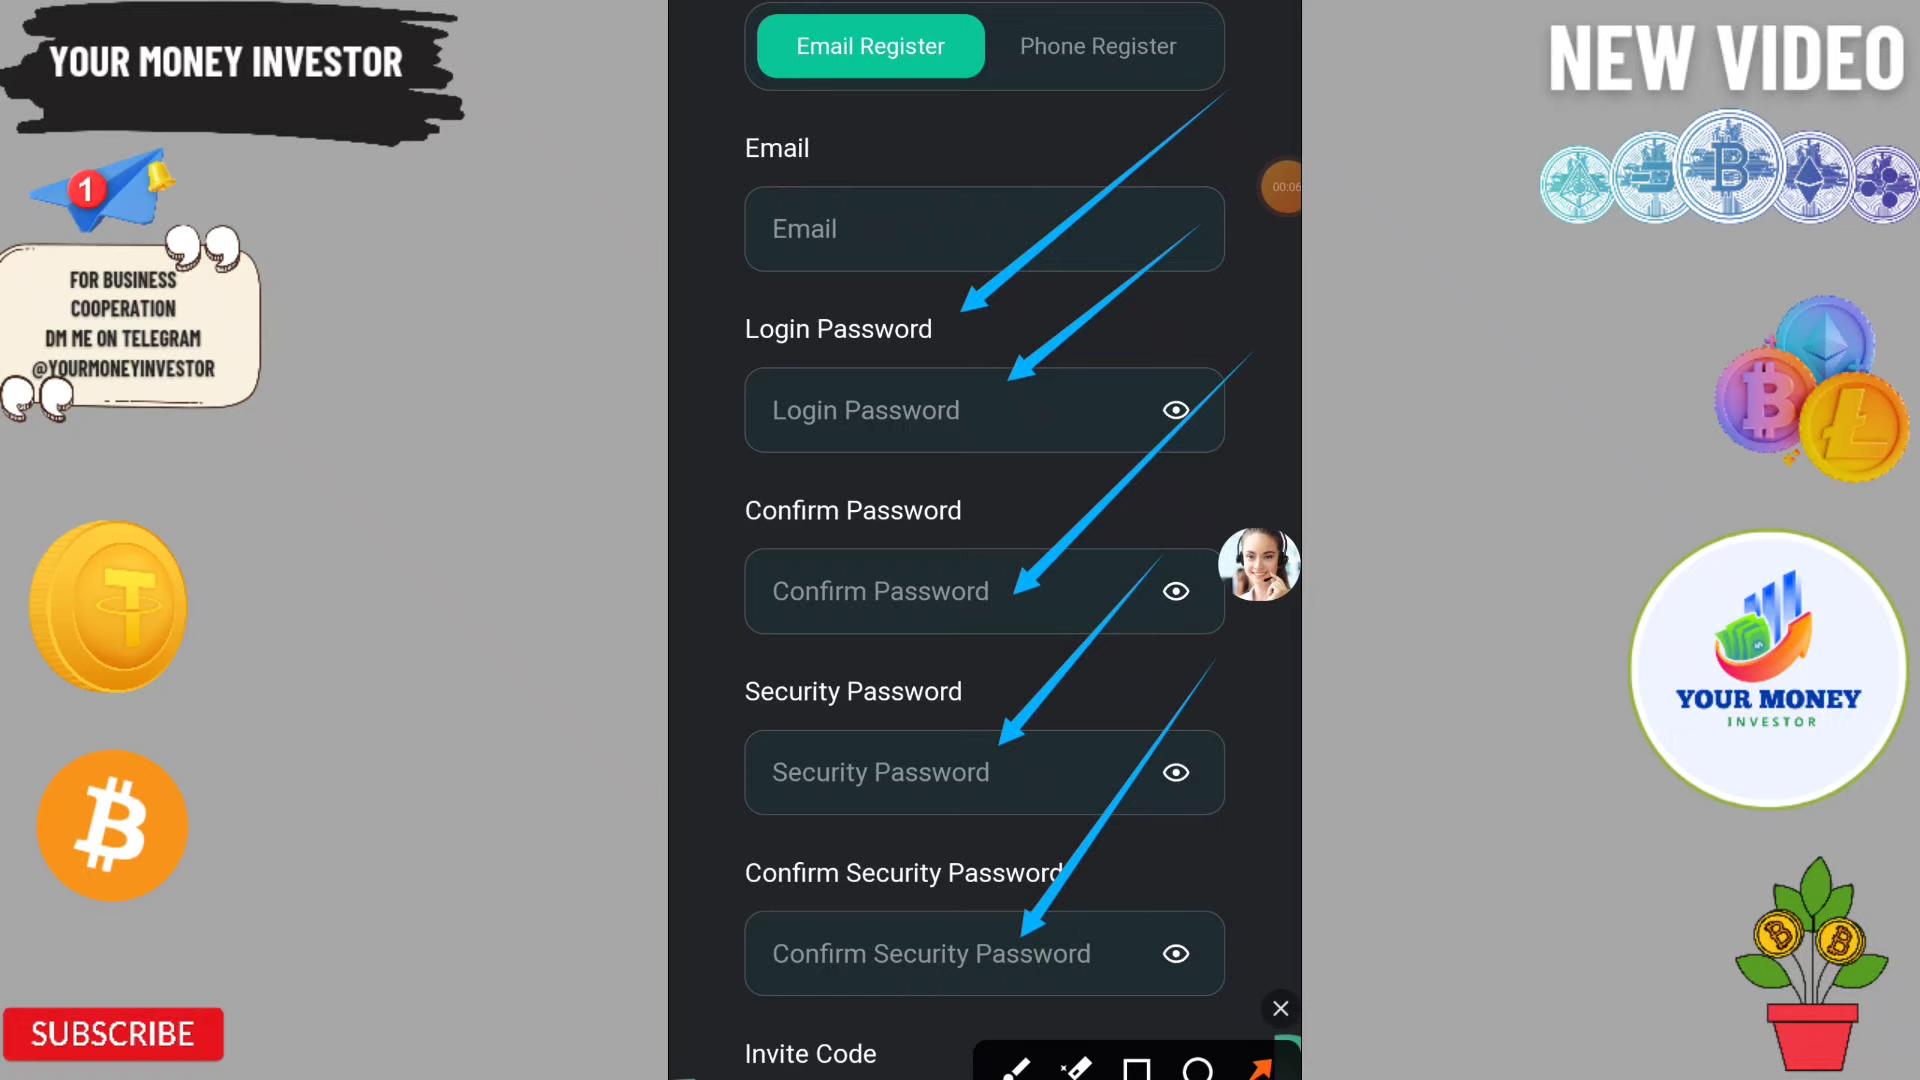 YOUR MONEY INVESTOR
1
FOR BUSINESS
COOPERATION
DM ME ON TELEGRAM
@YOURMONEYINVESTOR
SUBSCRIBE
Email Register
Phone Register
Email
Email
00:06
Login Password
Login Password
Confirm Password
Confirm Password
Security Password
Security Password
Confirm Security Password
Confirm Security Password
Invite Code
NEW VIDEO
YOUR MONEY
INVESTOR